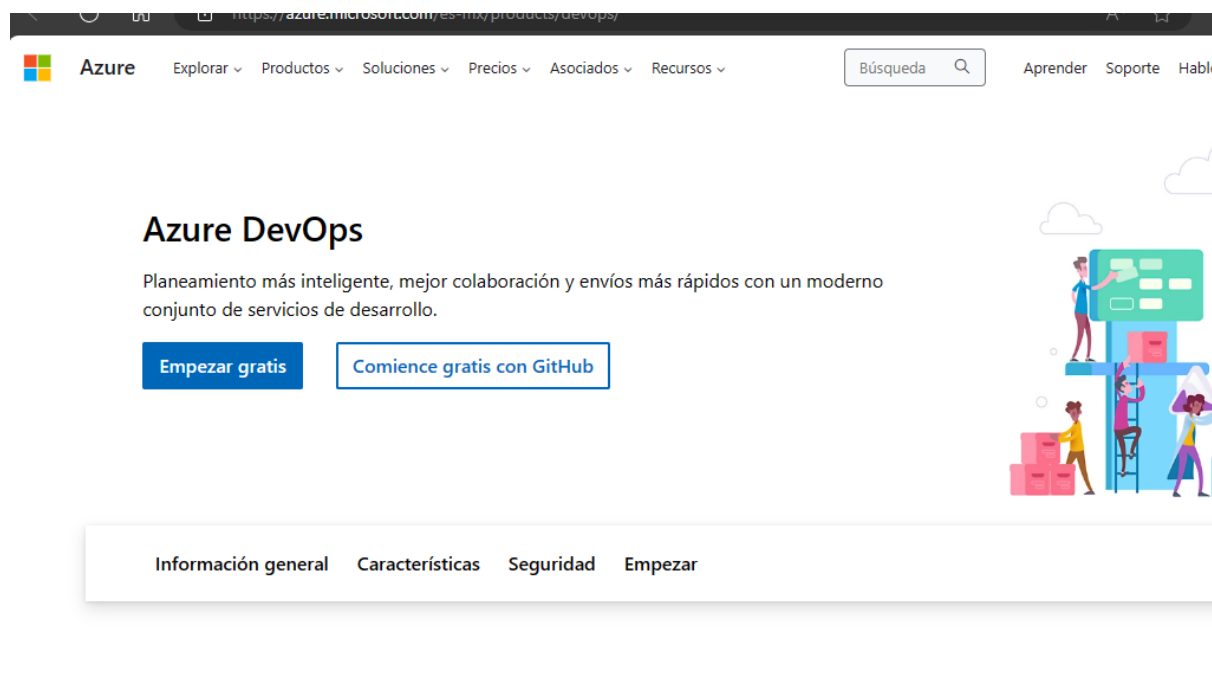 https://azure.microsoft.com/es-mx/products/devops/
Azure Explorar Productos Soluciones Precios Asociados Recursos Búsqueda Aprender Soporte
Azure DevOps
Planeamiento más inteligente, mejor colaboración y envíos más rápidos con un moderno
conjunto de servicios de desarrollo.
Empezar gratis Comience gratis con GitHub
Información general Características Seguridad Empezar